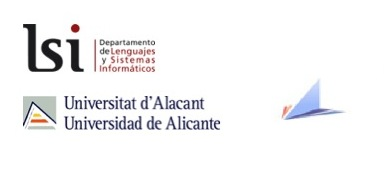 lsi
Departamento
de Lenguajes
y Sistemas
Informáticos
Universitat d'Alacant
Universidad de Alicante